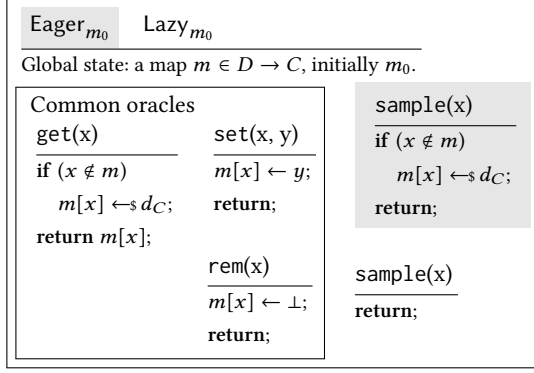 Eager_{m_0} Lazy_{m_0}
Global state: a map m ∈ D → C, initially m_0.
Common oracles
get(x)
if (x ∉ m)
m[x] ←$ d_C;
return m[x];
set(x, y)
m[x] ← y;
return;
rem(x)
m[x] ← ⊥;
return;
sample(x)
if (x ∉ m)
m[x] ←$ d_C;
return;
sample(x)
return;